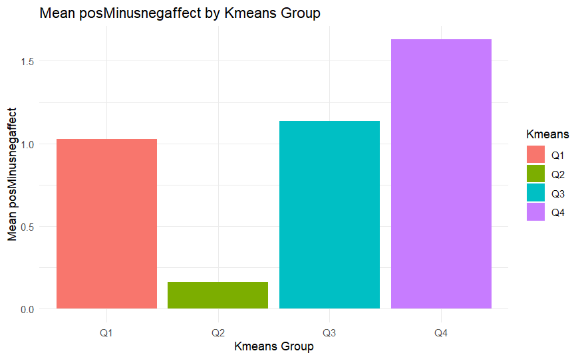 Mean posMinusnegaffect by Kmeans Group
Mean posMinusnegaffect
1.5
1.0
0.5
0.0
Q1 Q2 Q3 Q4
Kmeans Group
Kmeans
Q1
Q2
Q3
Q4